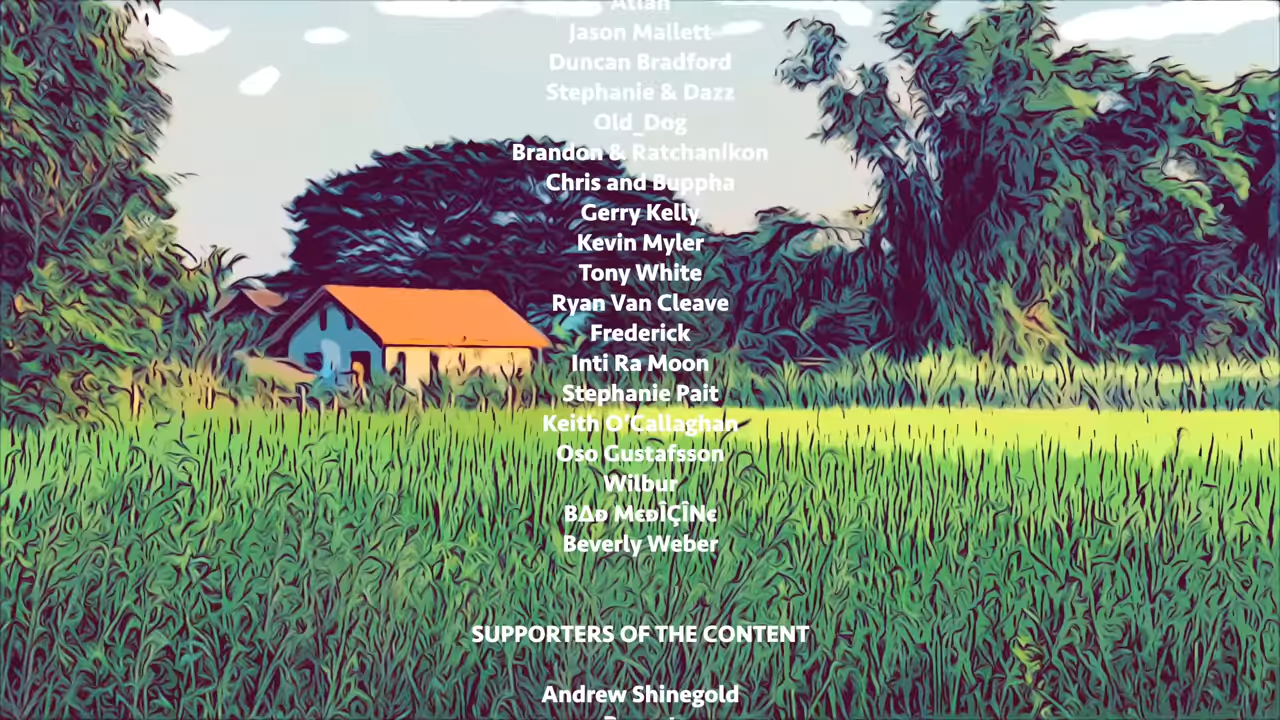 Jason Mallett
Duncan Bradford
Stephanie & Dazz
Old_Dog
Brandon & Ratchanikon
Chris and Buppha
Gerry Kelly
Kevin Myler
Tony White
Ryan Van Cleave
Frederick
Inti Ra Moon
Stephanie Pait
Keith O'Callaghan
Oso Gustafsson
Wilbur
BΔɒ MєɒÎÇÎNє
Beverly Weber
SUPPORTERS OF THE CONTENT
Andrew Shinegold